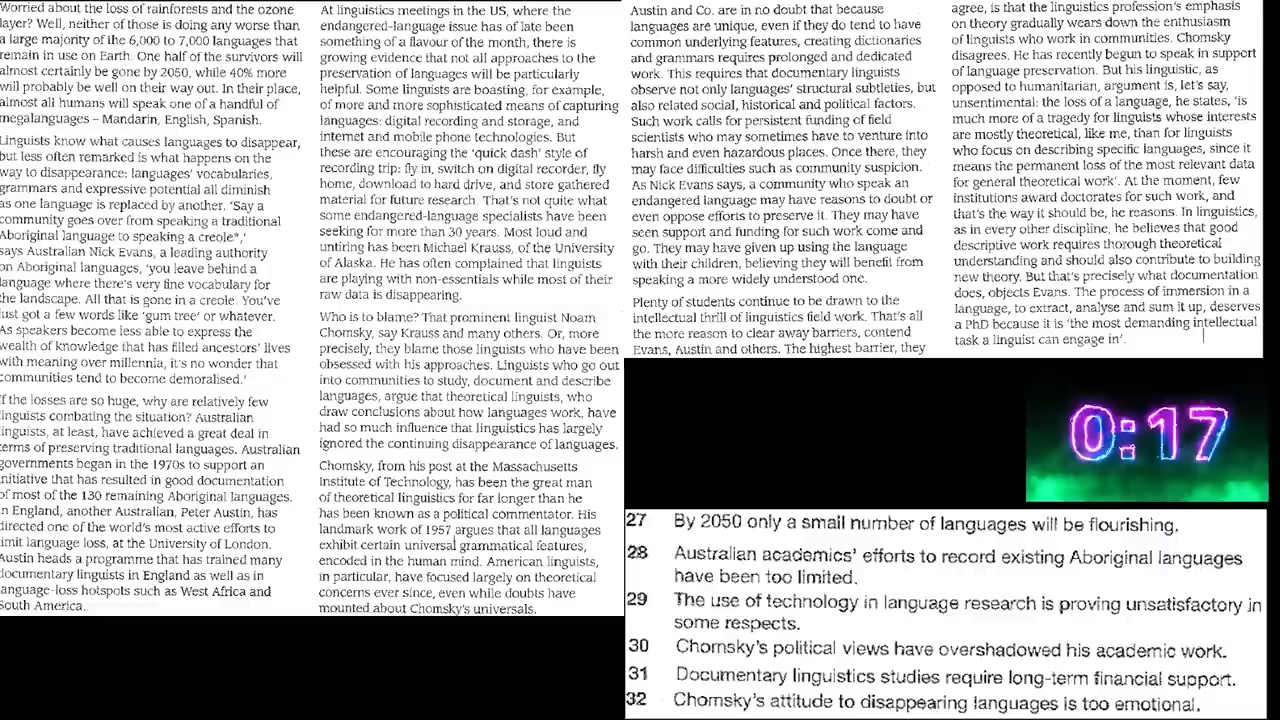 Worried about the loss of rainforests and the ozone
layer? Well, neither of those is doing any worse than
a large majority of the 6,000 to 7,000 languages that
remain in use on Earth. One half of the survivors will
almost certainly be gone by 2050, while 40% more
will probably be well on their way out. In their place,
almost all humans will speak one of a handful of
megalanguages – Mandarin, English, Spanish.
Linguists know what causes languages to disappear,
but less often remarked is what happens on the
way to disappearance: languages' vocabularies,
grammars and expressive potential all diminish
as one language is replaced by another. 'Say a
community goes over from speaking a traditional
Aboriginal language to speaking a creole*,'
says Australian Nick Evans, a leading authority
on Aboriginal languages, 'you leave behind a
language where there's very fine vocabulary for
the landscape. All that is gone in a creole. You've
just got a few words like 'gum tree' or whatever.
As speakers become less able to express the
wealth of knowledge that has filled ancestors' lives
with meaning over millennia, it's no wonder that
communities tend to become demoralised.'
If the losses are so huge, why are relatively few
linguists combating the situation? Australian
linguists, at least, have achieved a great deal in
terms of preserving traditional languages. Australian
governments began in the 1970s to support an
initiative that has resulted in good documentation
of most of the 130 remaining Aboriginal languages.
In England, another Australian, Peter Austin, has
directed one of the world's most active efforts to
limit language loss, at the University of London.
Austin heads a programme that has trained many
documentary linguists in England as well as in
language-loss hotspots such as West Africa and
South America.
At linguistics meetings in the US, where the
endangered-language issue has of late been
something of a flavour of the month, there is
growing evidence that not all approaches to the
preservation of languages will be particularly
helpful. Some linguists are boasting, for example,
of more and more sophisticated means of capturing
languages: digital recording and storage, and
internet and mobile phone technologies. But
these are encouraging the 'quick dash' style of
recording trip: fly in, switch on digital recorder, fly
home, download to hard drive, and store gathered
material for future research. That's not quite what
some endangered-language specialists have been
seeking for more than 30 years. Most loud and
untiring has been Michael Krauss, of the University
of Alaska. He has often complained that linguists
are playing with non-essentials while most of their
raw data is disappearing.
Who is to blame? That prominent linguist Noam
Chomsky, say Krauss and many others. Or, more
precisely, they blame those linguists who have been
obsessed with his approaches. Linguists who go out
into communities to study, document and describe
languages, argue that theoretical linguists, who
draw conclusions about how languages work, have
had so much influence that linguistics has largely
ignored the continuing disappearance of languages.
Chomsky, from his post at the Massachusetts
Institute of Technology, has been the great man
of theoretical linguistics for far longer than he
has been known as a political commentator. His
landmark work of 1957 argues that all languages
exhibit certain universal grammatical features,
encoded in the human mind. American linguists,
in particular, have focused largely on theoretical
concerns ever since, even while doubts have
mounted about Chomsky's universals.
Austin and Co. are in no doubt that because
languages are unique, even if they do tend to have
common underlying features, creating dictionaries
and grammars requires prolonged and dedicated
work. This requires that documentary linguists
observe not only languages' structural subtleties, but
also related social, historical and political factors.
Such work calls for persistent funding of field
scientists who may sometimes have to venture into
harsh and even hazardous places. Once there, they
may face difficulties such as community suspicion.
As Nick Evans says, a community who speak an
endangered language may have reasons to doubt or
even oppose efforts to preserve it. They may have
seen support and funding for such work come and
go. They may have given up using the language
with their children, believing they will benefit from
speaking a more widely understood one.
Plenty of students continue to be drawn to the
intellectual thrill of linguistics field work. That's all
the more reason to clear away barriers, contend
Evans, Austin and others. The highest barrier, they
agree, is that the linguistics profession's emphasis
on theory gradually wears down the enthusiasm
of linguists who work in communities. Chomsky
disagrees. He has recently begun to speak in support
of language preservation. But his linguistic, as
opposed to humanitarian, argument is, let's say,
unsentimental: the loss of a language, he states, 'is
much more of a tragedy for linguists whose interests
are mostly theoretical, like me, than for linguists
who focus on describing specific languages, since it
means the permanent loss of the most relevant data
for general theoretical work'. At the moment, few
institutions award doctorates for such work, and
that's the way it should be, he reasons. In linguistics,
as in every other discipline, he believes that good
descriptive work requires thorough theoretical
understanding and should also contribute to building
new theory. But that's precisely what documentation
does, objects Evans. The process of immersion in a
language, to extract, analyse and sum it up, deserves
a PhD because it is 'the most demanding intellectual
task a linguist can engage in'.
0:17
27 By 2050 only a small number of languages will be flourishing.
28 Australian academics' efforts to record existing Aboriginal languages
have been too limited.
29 The use of technology in language research is proving unsatisfactory in
some respects.
30 Chomsky's political views have overshadowed his academic work.
31 Documentary linguistics studies require long-term financial support.
32 Chomsky's attitude to disappearing languages is too emotional.